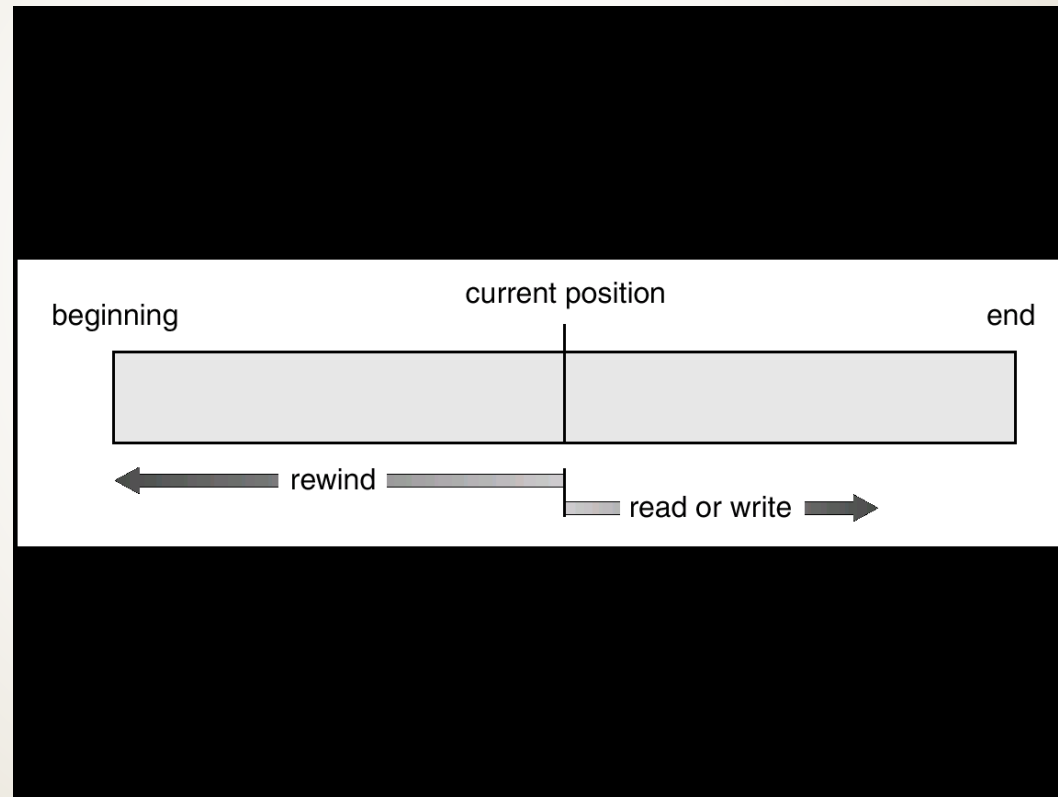 current position
beginning
end
rewind
read or write